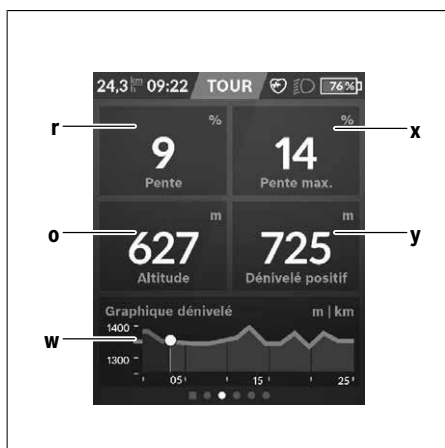 24,3 km/h 09:22 TOUR 76%
r % % x
9 14
Pente Pente max.
o m m y
627 725
Altitude Dénivelé positif
Graphique dénivelé m | km
1400
w
1300
05 15 25